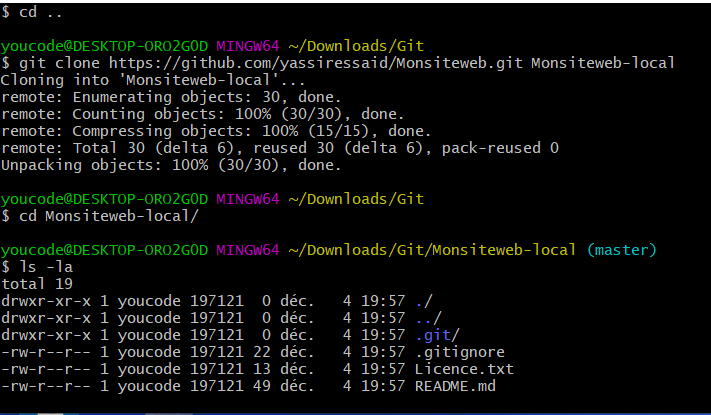 $ cd ..
youcode@DESKTOP-ORO2G0D MINGW64 ~/Downloads/Git
$ git clone https://github.com/yassiressaid/Monsiteweb.git Monsiteweb-local
Cloning into 'Monsiteweb-local'...
remote: Enumerating objects: 30, done.
remote: Counting objects: 100% (30/30), done.
remote: Compressing objects: 100% (15/15), done.
remote: Total 30 (delta 6), reused 30 (delta 6), pack-reused 0
Unpacking objects: 100% (30/30), done.
youcode@DESKTOP-ORO2G0D MINGW64 ~/Downloads/Git
$ cd Monsiteweb-local/
youcode@DESKTOP-ORO2G0D MINGW64 ~/Downloads/Git/Monsiteweb-local (master)
$ ls -la
total 19
drwxr-xr-x 1 youcode 197121  0 déc.   4 19:57 ./
drwxr-xr-x 1 youcode 197121  0 déc.   4 19:57 ../
drwxr-xr-x 1 youcode 197121  0 déc.   4 19:57 .git/
-rw-r--r-- 1 youcode 197121 22 déc.   4 19:57 .gitignore
-rw-r--r-- 1 youcode 197121 13 déc.   4 19:57 Licence.txt
-rw-r--r-- 1 youcode 197121 49 déc.   4 19:57 README.md